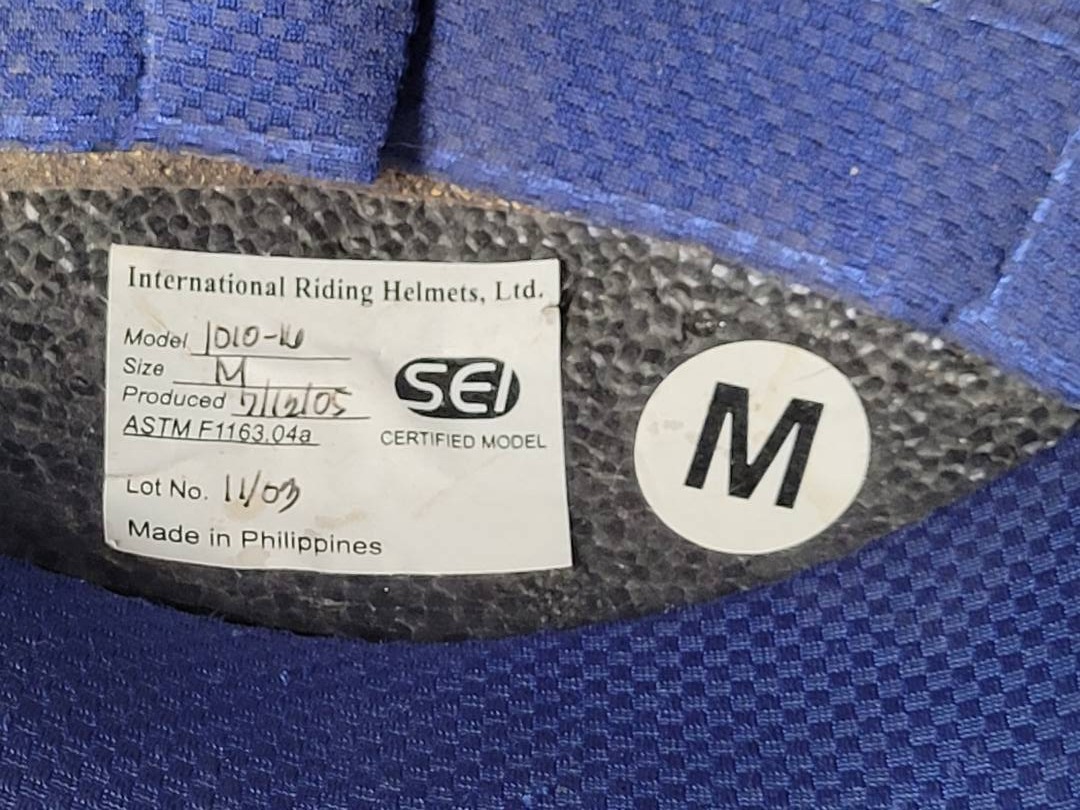 International Riding Helmets, Ltd.
Model 1010-16
Size M
Produced 7/12/05
ASTM F1163.04a
SEI
CERTIFIED MODEL
Lot No. 11/03
Made in Philippines
M